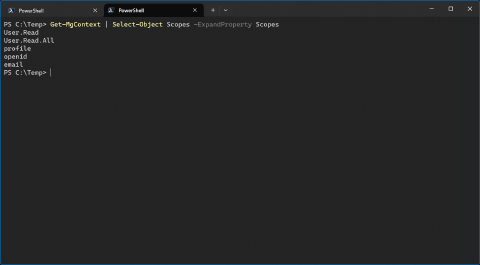 PowerShell
PowerShell
PS C:\Temp> Get-MgContext | Select-Object Scopes -ExpandProperty Scopes
User.Read
User.Read.All
profile
openid
email
PS C:\Temp>